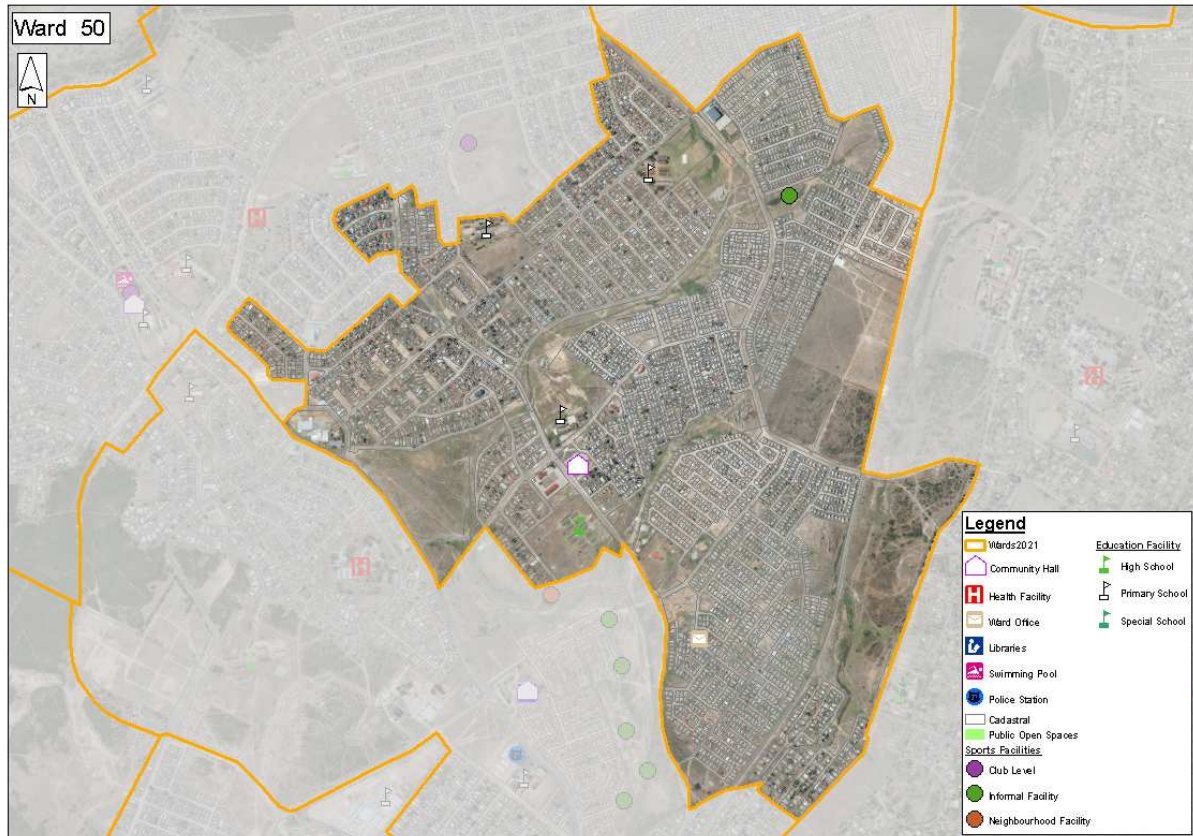 Ward 50
N
Legend
Wards2021
Community Hall
Health Facility
Ward Office
Libraries
Swimming Pool
Police Station
Cadastral
Public Open Spaces
Sports Facilities
Club Level
Informal Facility
Neighbourhood Facility
Education Facility
High School
Primary School
Special School
H
H
H
H